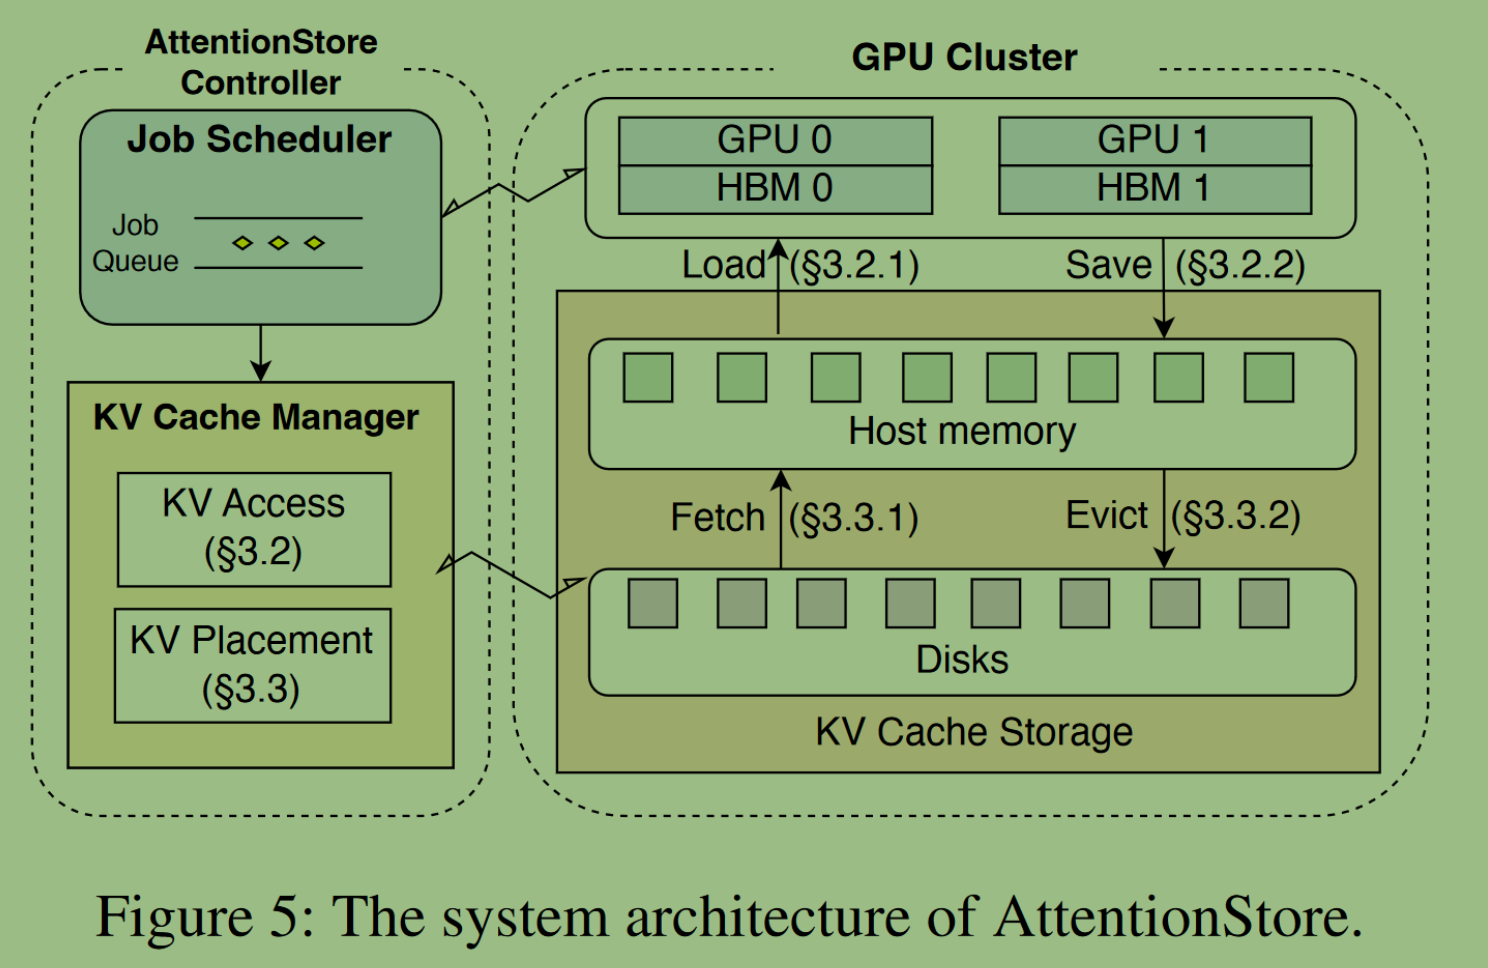 AttentionStore
Controller
Job Scheduler
Job
Queue
KV Cache Manager
KV Access
(§3.2)
KV Placement
(§3.3)
GPU Cluster
GPU 0
HBM 0
GPU 1
HBM 1
Load (§3.2.1)
Save (§3.2.2)
Host memory
Fetch (§3.3.1)
Evict (§3.3.2)
Disks
KV Cache Storage
Figure 5: The system architecture of AttentionStore.